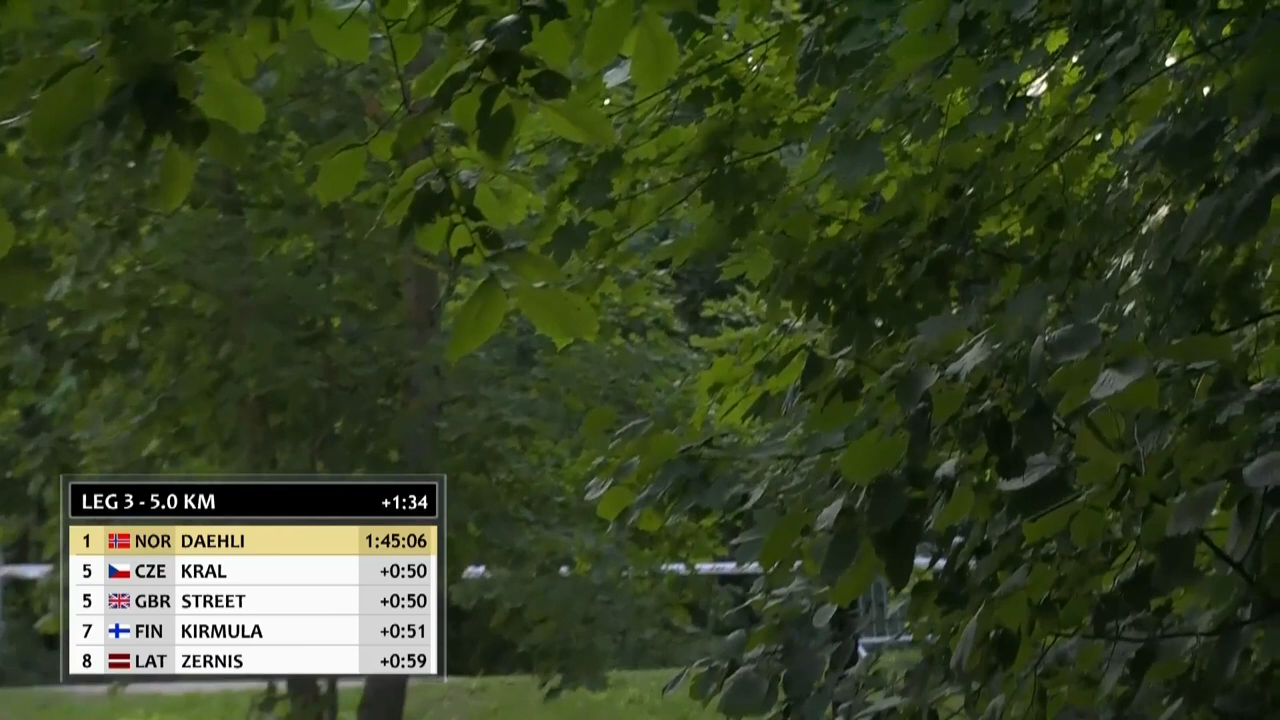 LEG 3 - 5.0 KM +1:34
1 NOR DAEHLI 1:45:06
5 CZE KRAL +0:50
5 GBR STREET +0:50
7 FIN KIRMULA +0:51
8 LAT ZERNIS +0:59